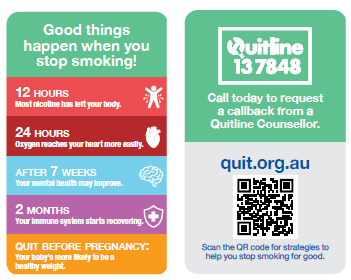 Good things
happen when you
stop smoking!
12 HOURS
Most nicotine has left your body.
24 HOURS
Oxygen reaches your heart more easily.
AFTER 7 WEEKS
Your mental health may improve.
2 MONTHS
Your immune system starts recovering.
QUIT BEFORE PREGNANCY:
Your baby's more likely to be a
healthy weight.
Quitline
13 7848
Call today to request
a callback from a
Quitline Counsellor.
quit.org.au
Scan the QR code for strategies to
help you stop smoking for good.